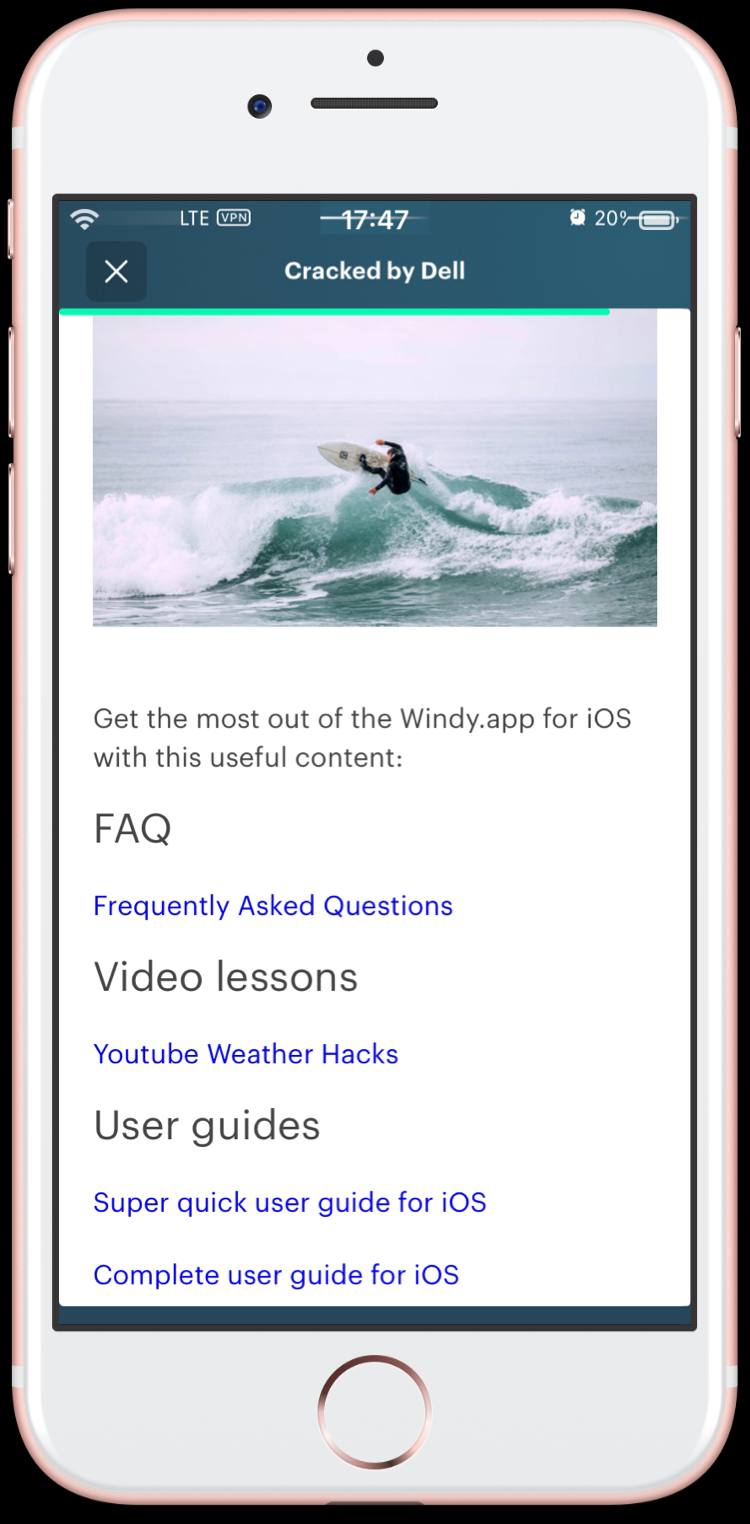 LTE VPN
17:47
20%
Cracked by Dell
Get the most out of the Windy.app for iOS
with this useful content:
FAQ
Frequently Asked Questions
Video lessons
Youtube Weather Hacks
User guides
Super quick user guide for iOS
Complete user guide for iOS